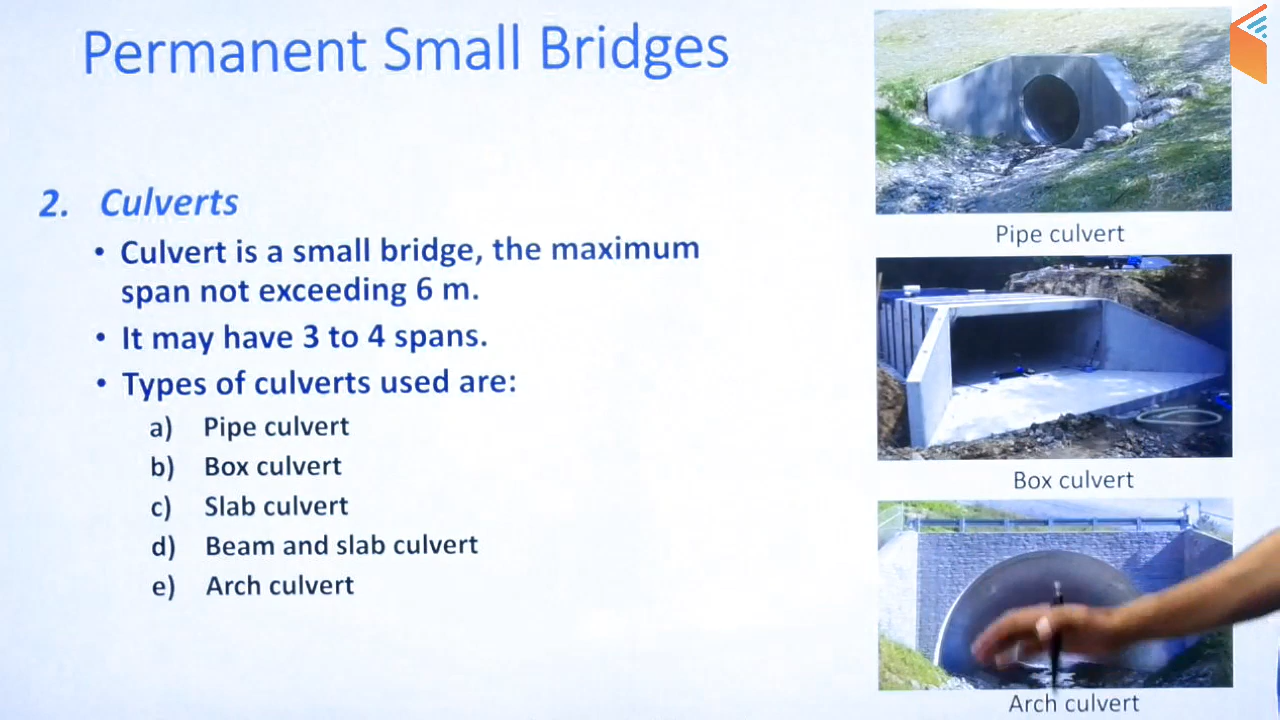 Permanent Small Bridges
2. Culverts
• Culvert is a small bridge, the maximum
span not exceeding 6 m.
• It may have 3 to 4 spans.
• Types of culverts used are:
a) Pipe culvert
b) Box culvert
c) Slab culvert
d) Beam and slab culvert
e) Arch culvert
Pipe culvert
Box culvert
Arch culvert